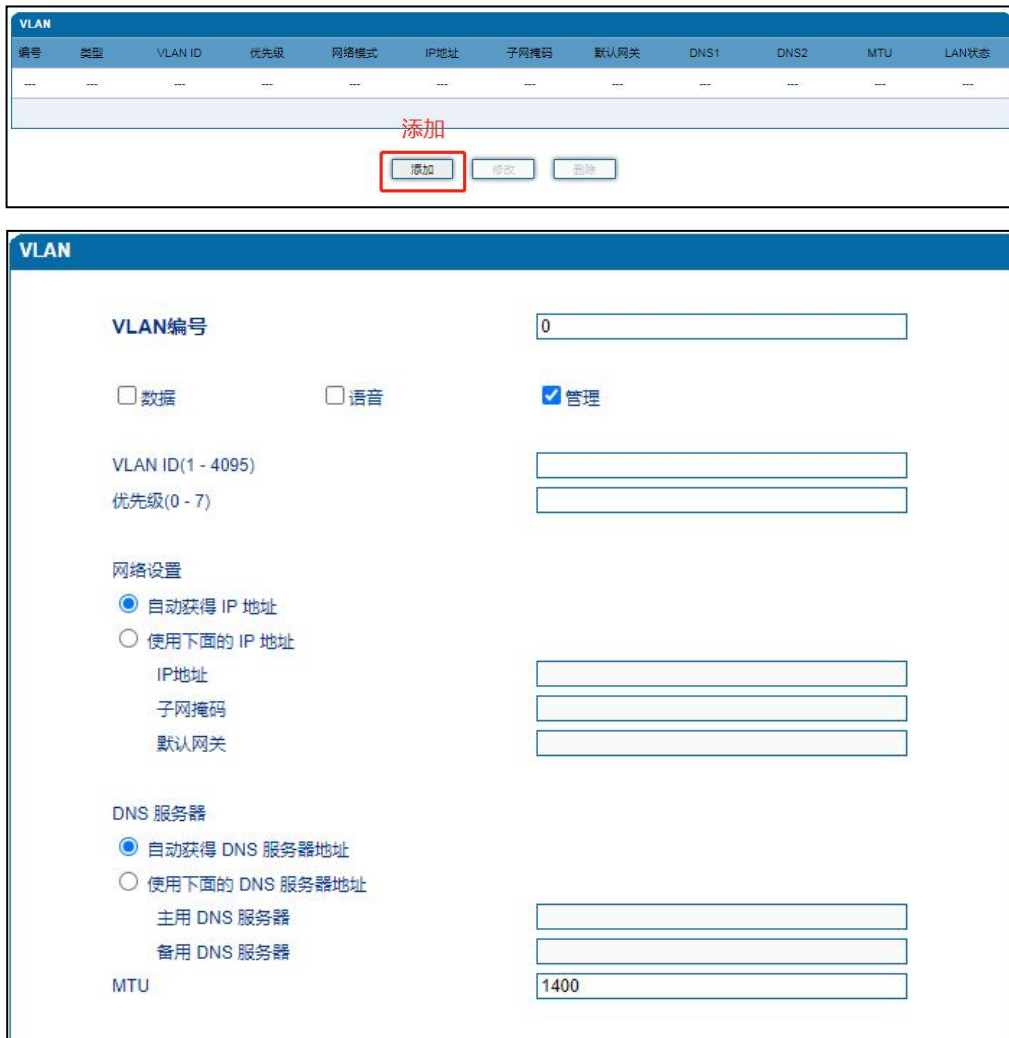 VLAN
编号 类型 VLAN ID 优先级 网络模式 IP地址 子网掩码 默认网关 DNS1 DNS2 MTU LAN状态
--- --- --- --- --- --- --- --- --- --- --- ---
添加
添加 修改 删除
VLAN
VLAN编号 0
数据 语音 管理
VLAN ID(1 - 4095)
优先级(0 - 7)
网络设置
自动获得 IP 地址
使用下面的 IP 地址
IP地址
子网掩码
默认网关
DNS 服务器
自动获得 DNS 服务器地址
使用下面的 DNS 服务器地址
主用 DNS 服务器
备用 DNS 服务器
MTU 1400